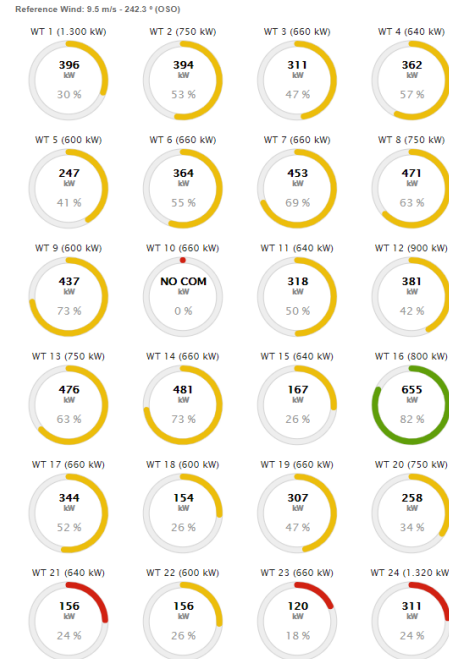 Reference Wind: 9.5 m/s - 242.3 º (OSO)
WT 1 (1.300 kW) WT 2 (750 kW) WT 3 (660 kW) WT 4 (640 kW)
396 394 311 362
kW kW kW kW
30 % 53 % 47 % 57 %
WT 5 (600 kW) WT 6 (660 kW) WT 7 (660 kW) WT 8 (750 kW)
247 364 453 471
kW kW kW kW
41 % 55 % 69 % 63 %
WT 9 (600 kW) WT 10 (660 kW) WT 11 (640 kW) WT 12 (900 kW)
437 NO COM 318 381
kW kW kW kW
73 % 0 % 50 % 42 %
WT 13 (750 kW) WT 14 (660 kW) WT 15 (640 kW) WT 16 (800 kW)
476 481 167 655
kW kW kW kW
63 % 73 % 26 % 82 %
WT 17 (660 kW) WT 18 (600 kW) WT 19 (660 kW) WT 20 (750 kW)
344 154 307 258
kW kW kW kW
52 % 26 % 47 % 34 %
WT 21 (640 kW) WT 22 (600 kW) WT 23 (660 kW) WT 24 (1.320 kW
156 156 120 311
kW kW kW kW
24 % 26 % 18 % 24 %